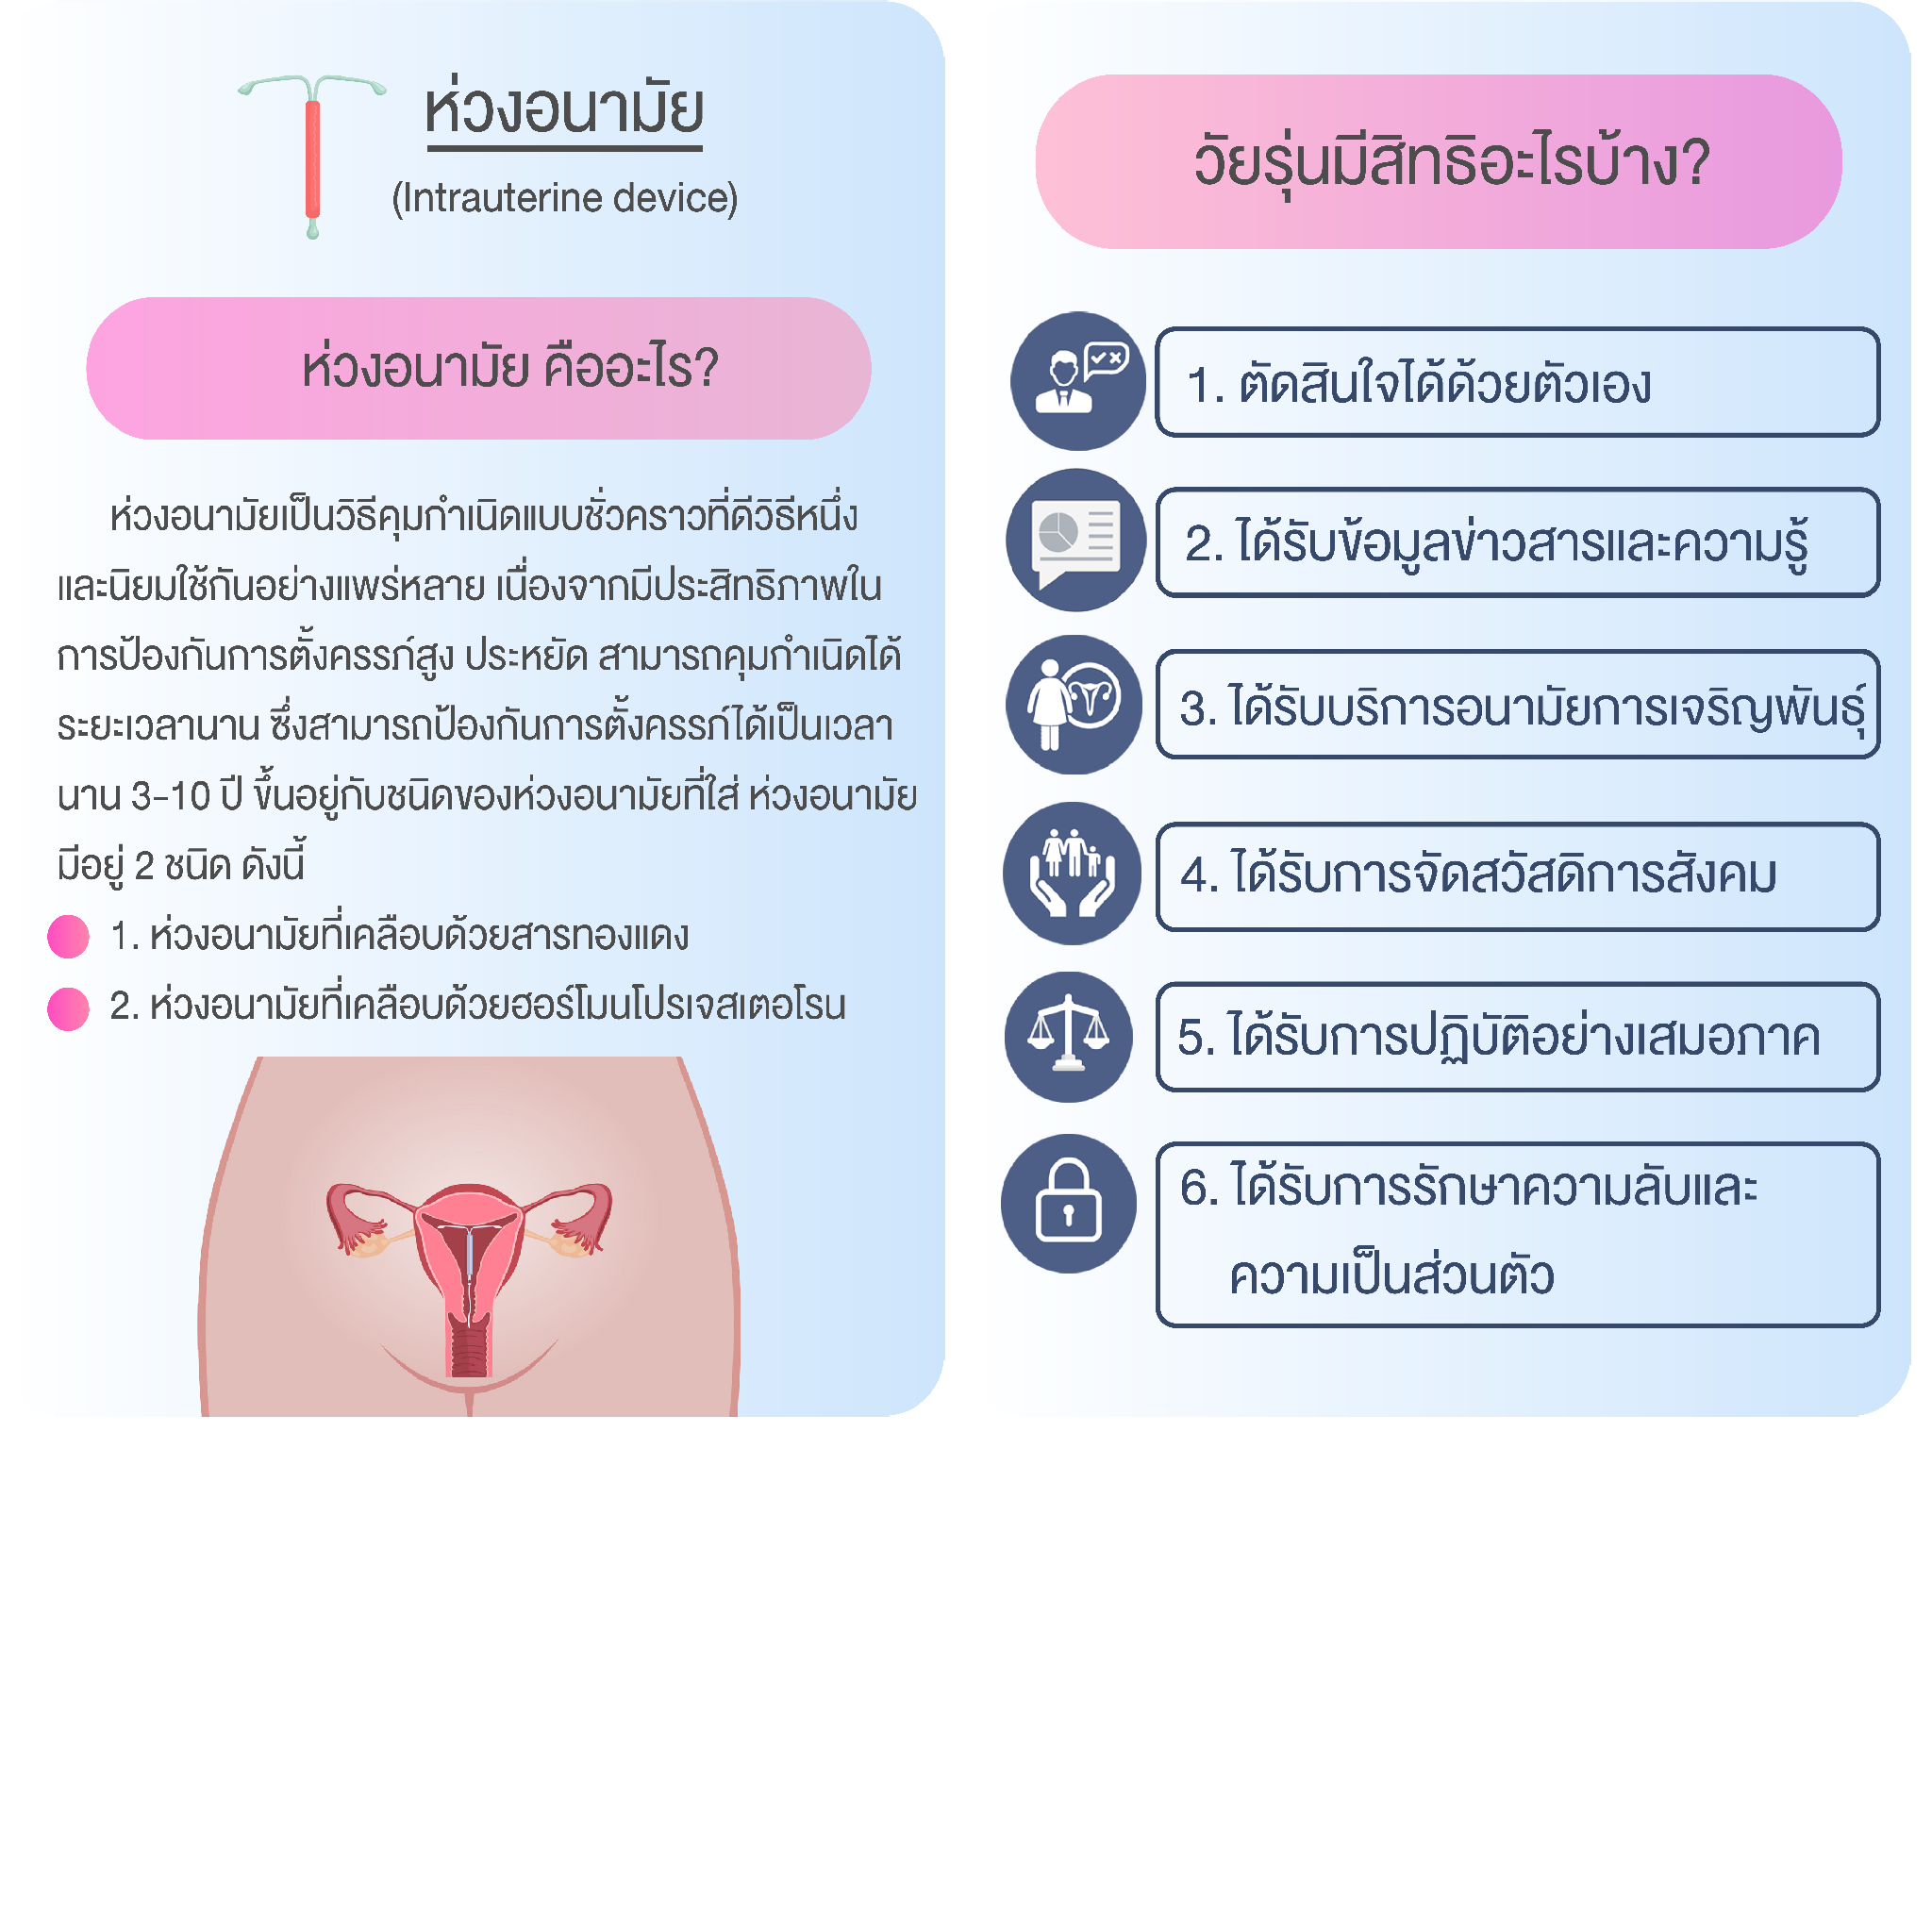 ห่วงอนามัย
(Intrauterine device)
ห่วงอนามัย คืออะไร?
ห่วงอนามัยเป็นวิธีคุมกำเนิดแบบชั่วคราวที่ดีวิธีหนึ่ง
และนิยมใช้กันอย่างแพร่หลาย เนื่องจากมีประสิทธิภาพใน
การป้องกันการตั้งครรภ์สูง ประหยัด สามารถคุมกำเนิดได้
ระยะเวลานาน ซึ่งสามารถป้องกันการตั้งครรภ์ได้เป็นเวลา
นาน 3-10 ปี ขึ้นอยู่กับชนิดของห่วงอนามัยที่ใส่ ห่วงอนามัย
มีอยู่ 2 ชนิด ดังนี้
1. ห่วงอนามัยที่เคลือบด้วยสารทองแดง
2. ห่วงอนามัยที่เคลือบด้วยฮอร์โมนโปรเจสเตอโรน
วัยรุ่นมีสิทธิอะไรบ้าง?
1. ตัดสินใจได้ด้วยตัวเอง
2. ได้รับข้อมูลข่าวสารและความรู้
3. ได้รับบริการอนามัยการเจริญพันธุ์
4. ได้รับการจัดสวัสดิการสังคม
5. ได้รับการปฏิบัติอย่างเสมอภาค
6. ได้รับการรักษาความลับและ
ความเป็นส่วนตัว